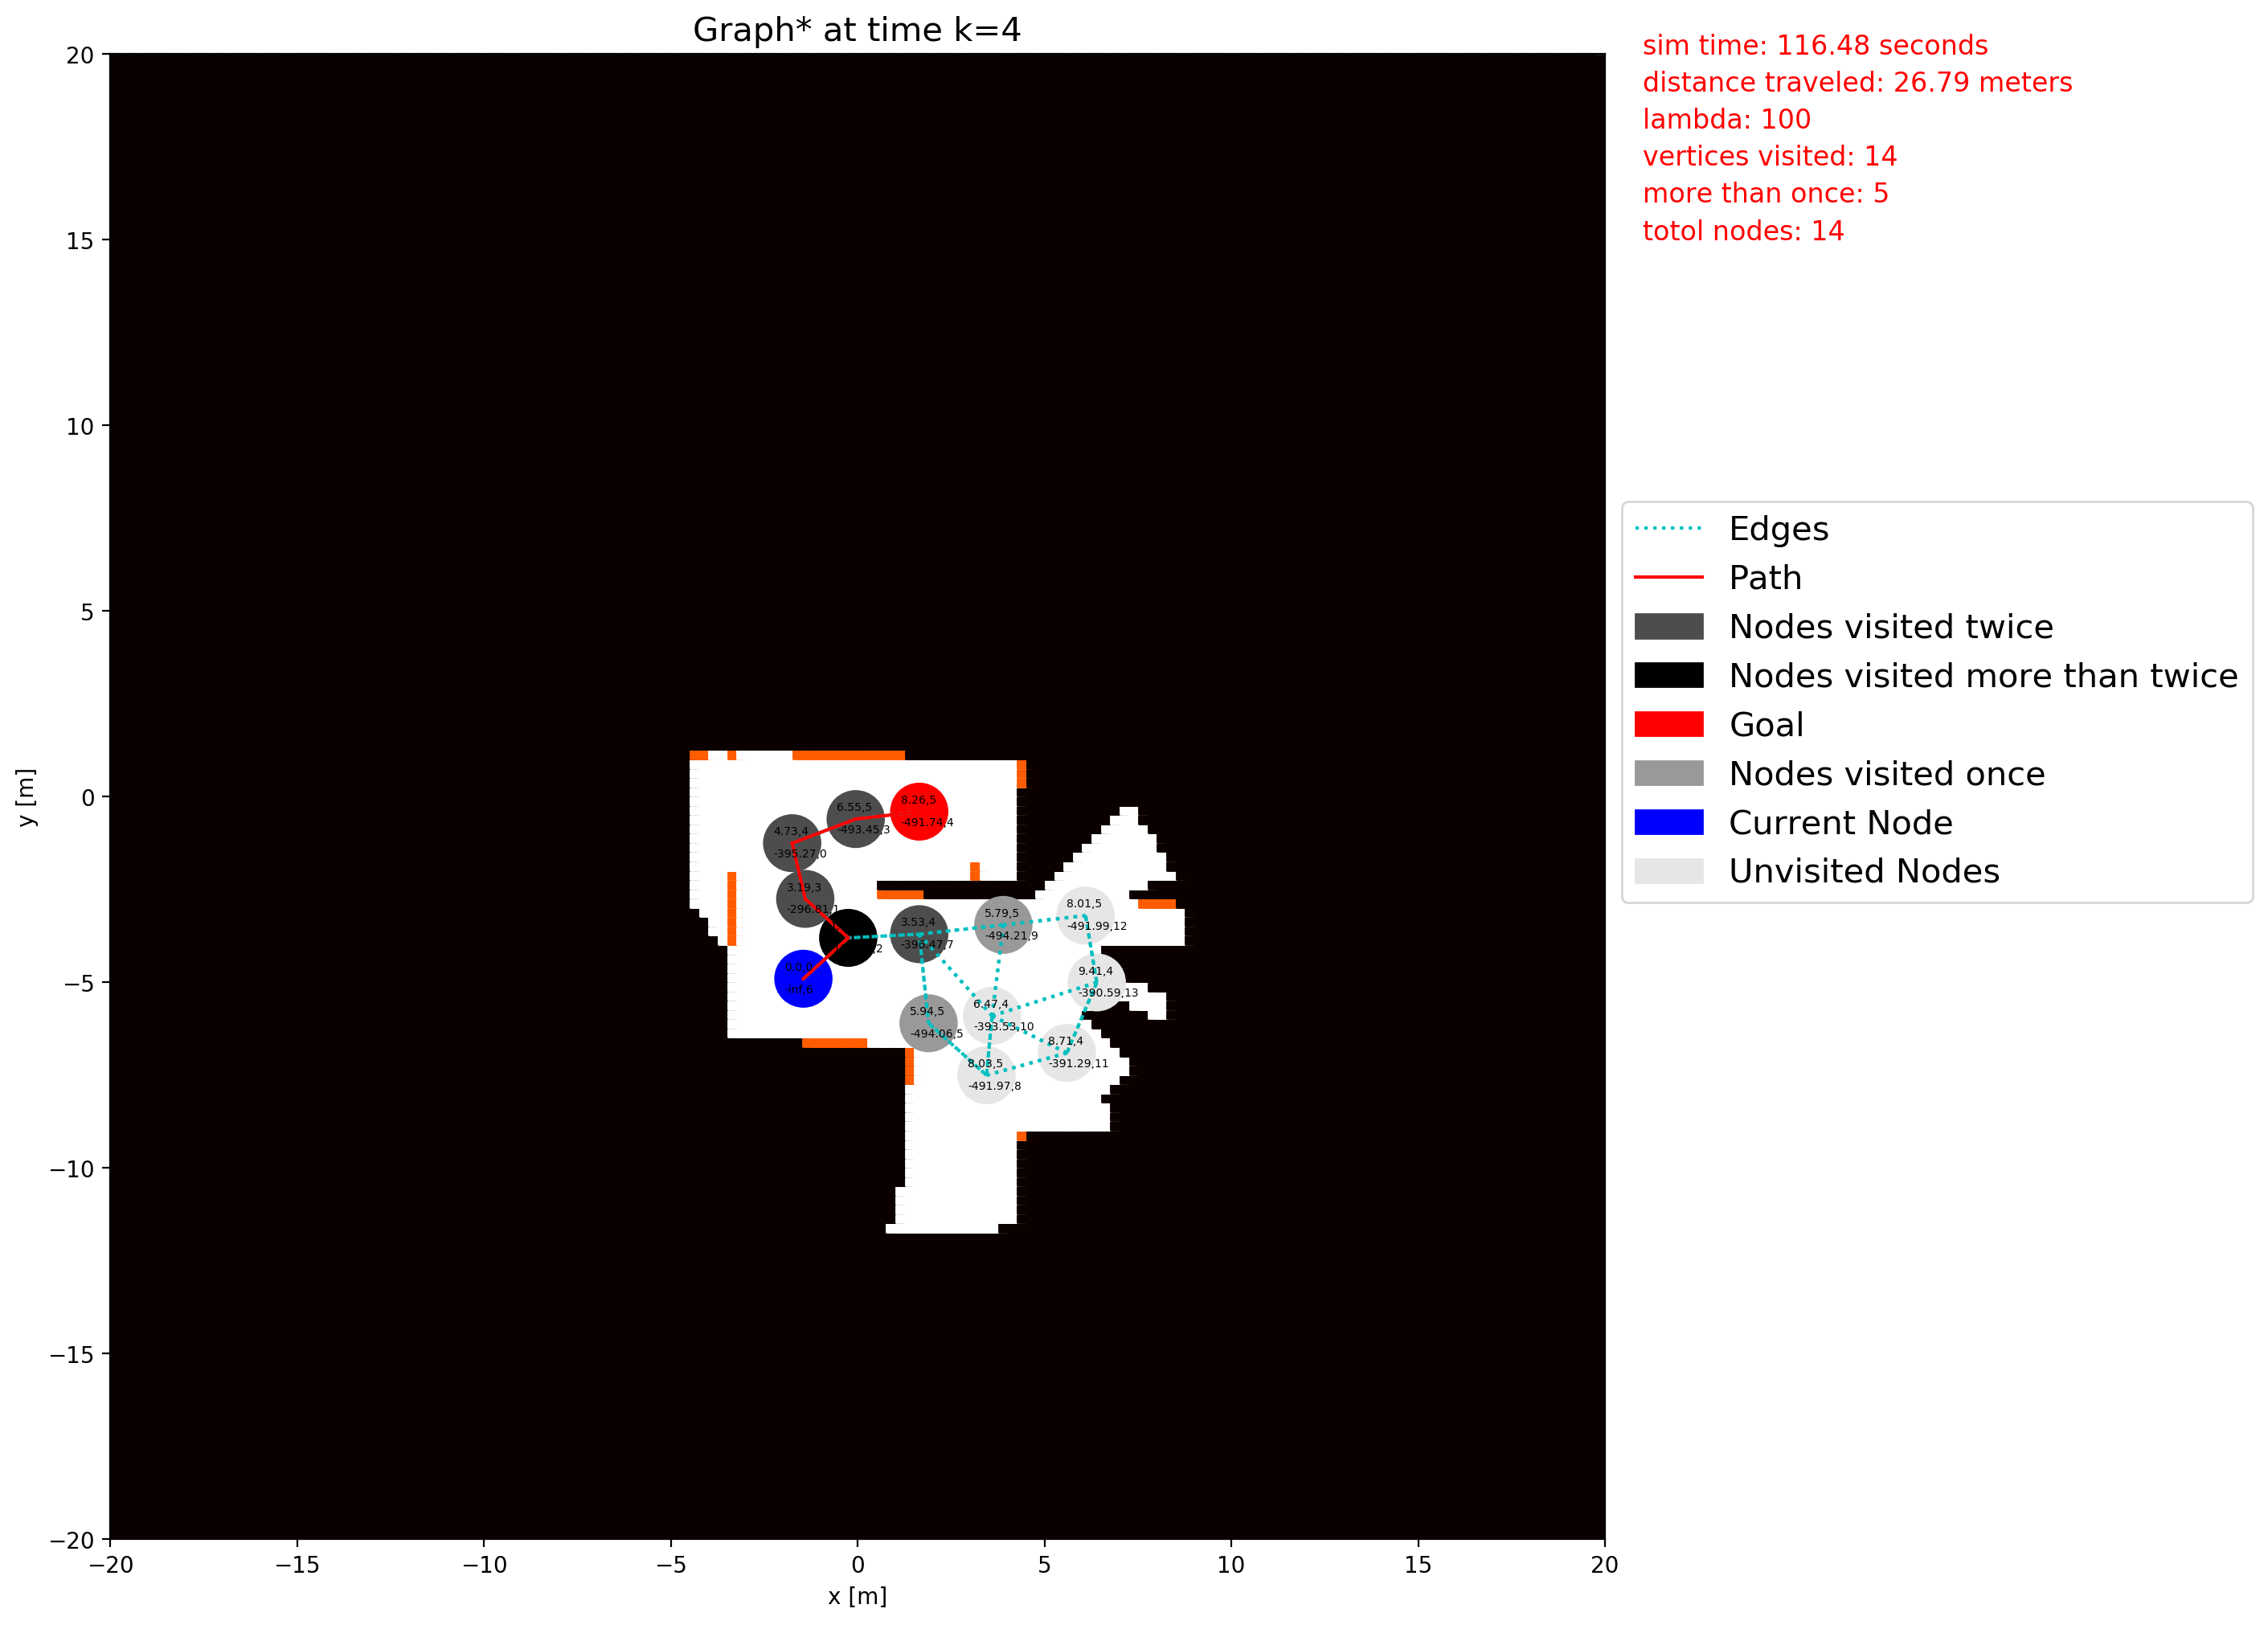 Graph* at time k=4
sim time: 116.48 seconds
distance traveled: 26.79 meters
lambda: 100
vertices visited: 14
more than once: 5
totol nodes: 14
20
15
10
5
0
−5
−10
−15
−20
y [m]
−20
−15
−10
−5
0
5
10
15
20
x [m]
8.26,5
-491.74,4
6.55,5
-493.45,3
4.73,4
-395.27,0
3.19,3
-296.81,1
,2
0.0,0
-inf,6
3.53,4
-396.47,7
5.79,5
-494.21,9
8.01,5
-491.99,12
9.41,4
-390.59,13
6.47,4
-393.53,10
5.94,5
-494.06,5
8.71,4
-391.29,11
8.03,5
-491.97,8
Edges
Path
Nodes visited twice
Nodes visited more than twice
Goal
Nodes visited once
Current Node
Unvisited Nodes